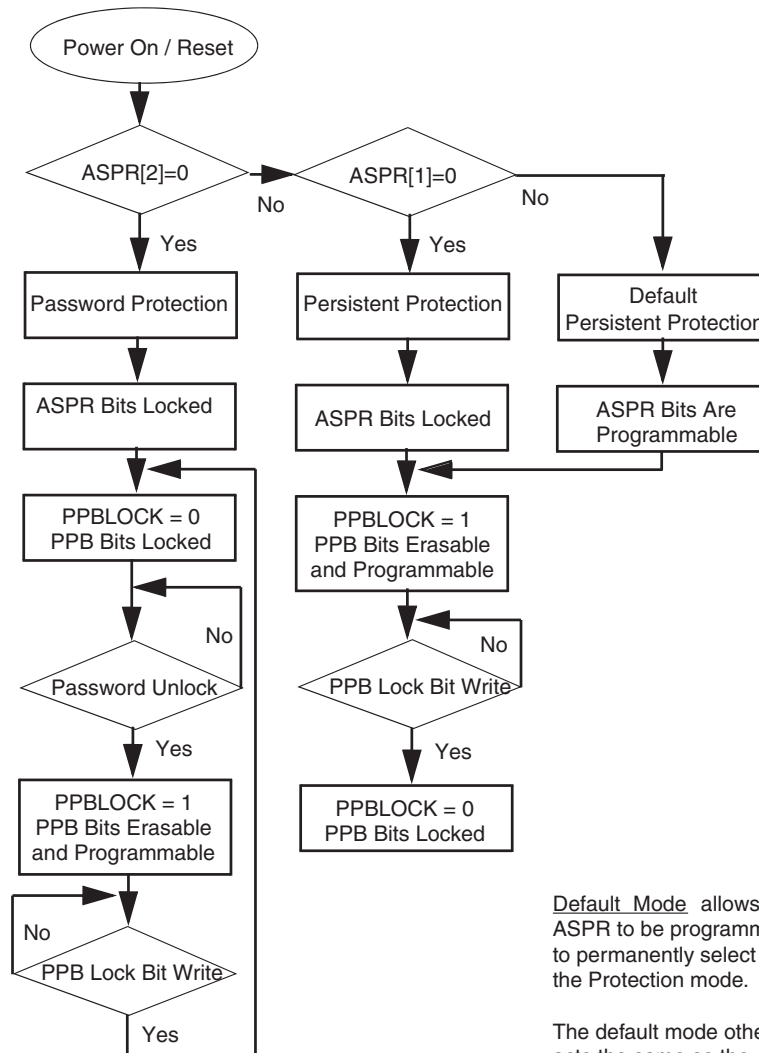 Power On / Reset
ASPR[2]=0
No
ASPR[1]=0
No
Yes
Yes
Password Protection
Persistent Protection
Default
Persistent Protection
ASPR Bits Locked
ASPR Bits Locked
ASPR Bits Are
Programmable
PPBLOCK = 0
PPB Bits Locked
PPBLOCK = 1
PPB Bits Erasable
and Programmable
No
No
Password Unlock
PPB Lock Bit Write
Yes
Yes
PPBLOCK = 1
PPB Bits Erasable
and Programmable
PPBLOCK = 0
PPB Bits Locked
No
PPB Lock Bit Write
Yes
Default Mode allows
ASPR to be programm
to permanently select
the Protection mode.
The default mode othe